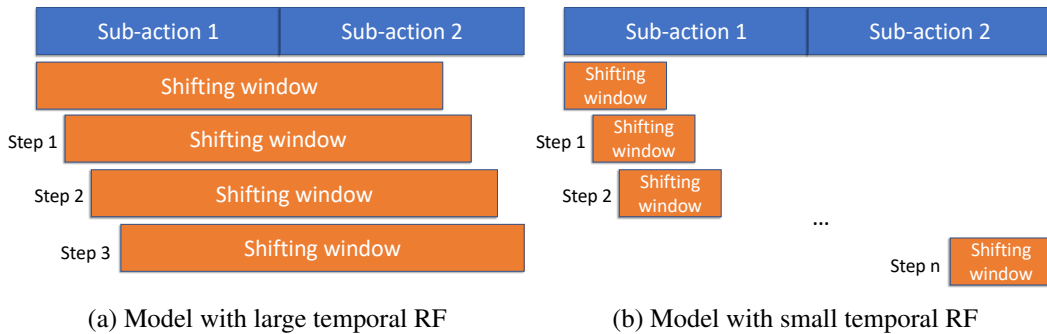 Sub-action 1 Sub-action 2
Shifting window
Step 1 Shifting window
Step 2 Shifting window
Step 3 Shifting window
(a) Model with large temporal RF
Sub-action 1 Sub-action 2
Shifting
window
Step 1 Shifting
window
Step 2 Shifting
window
...
Step n Shifting
window
(b) Model with small temporal RF